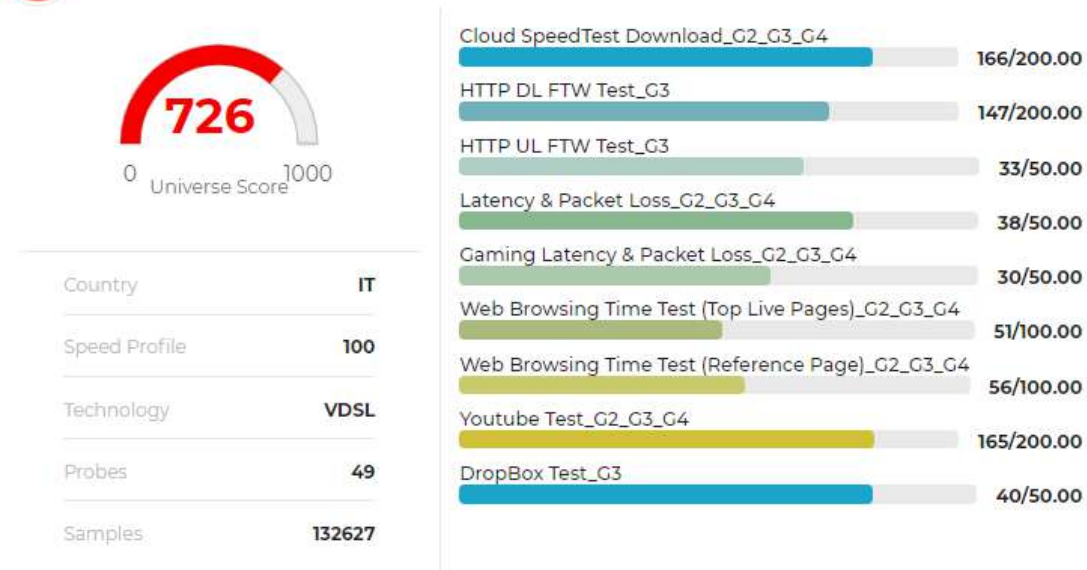 726
0
1000
Universe Score
Country IT
Speed Profile 100
Technology VDSL
Probes 49
Samples 132627
Cloud SpeedTest Download_G2_G3_G4
166/200.00
HTTP DL FTW Test_G3
147/200.00
HTTP UL FTW Test_G3
33/50.00
Latency & Packet Loss_G2_G3_G4
38/50.00
Gaming Latency & Packet Loss_G2_G3_G4
30/50.00
Web Browsing Time Test (Top Live Pages)_G2_G3_G4
51/100.00
Web Browsing Time Test (Reference Page)_G2_G3_G4
56/100.00
Youtube Test_G2_G3_G4
165/200.00
DropBox Test_G3
40/50.00